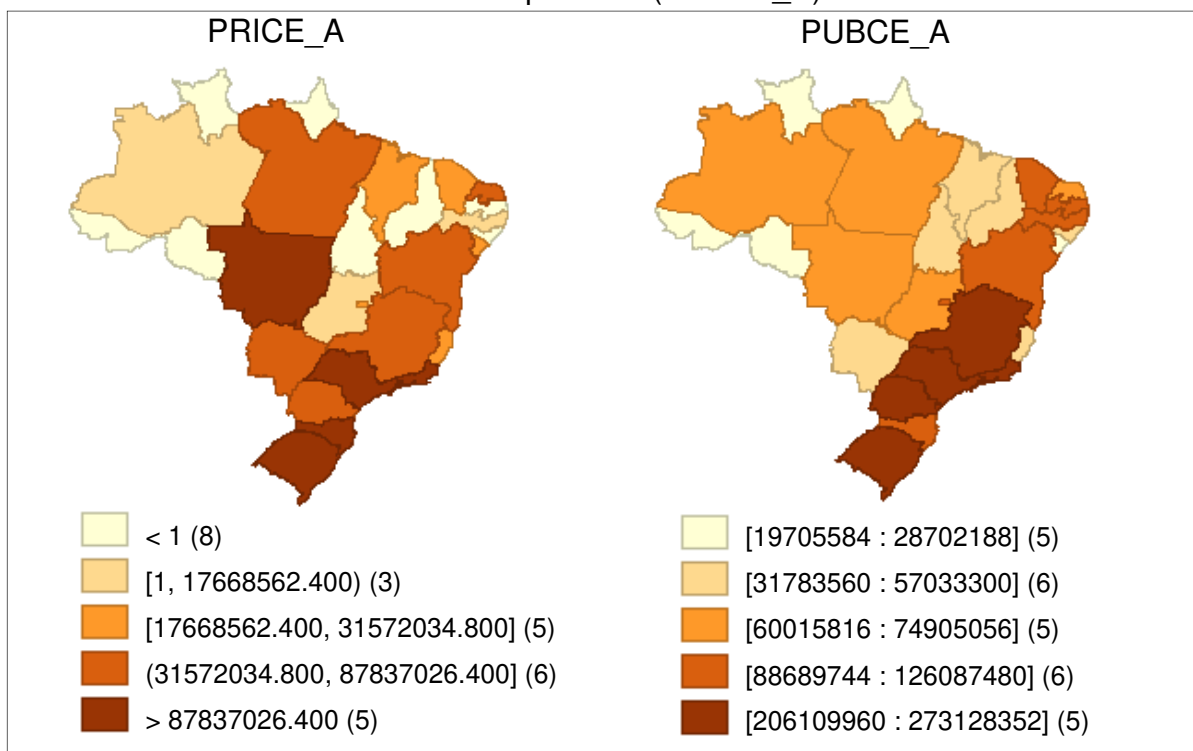 PRICE_A
PUBCE_A
< 1 (8)
[1, 17668562.400) (3)
[17668562.400, 31572034.800] (5)
(31572034.800, 87837026.400] (6)
> 87837026.400 (5)
[19705584 : 28702188] (5)
[31783560 : 57033300] (6)
[60015816 : 74905056] (5)
[88689744 : 126087480] (6)
[206109960 : 273128352] (5)